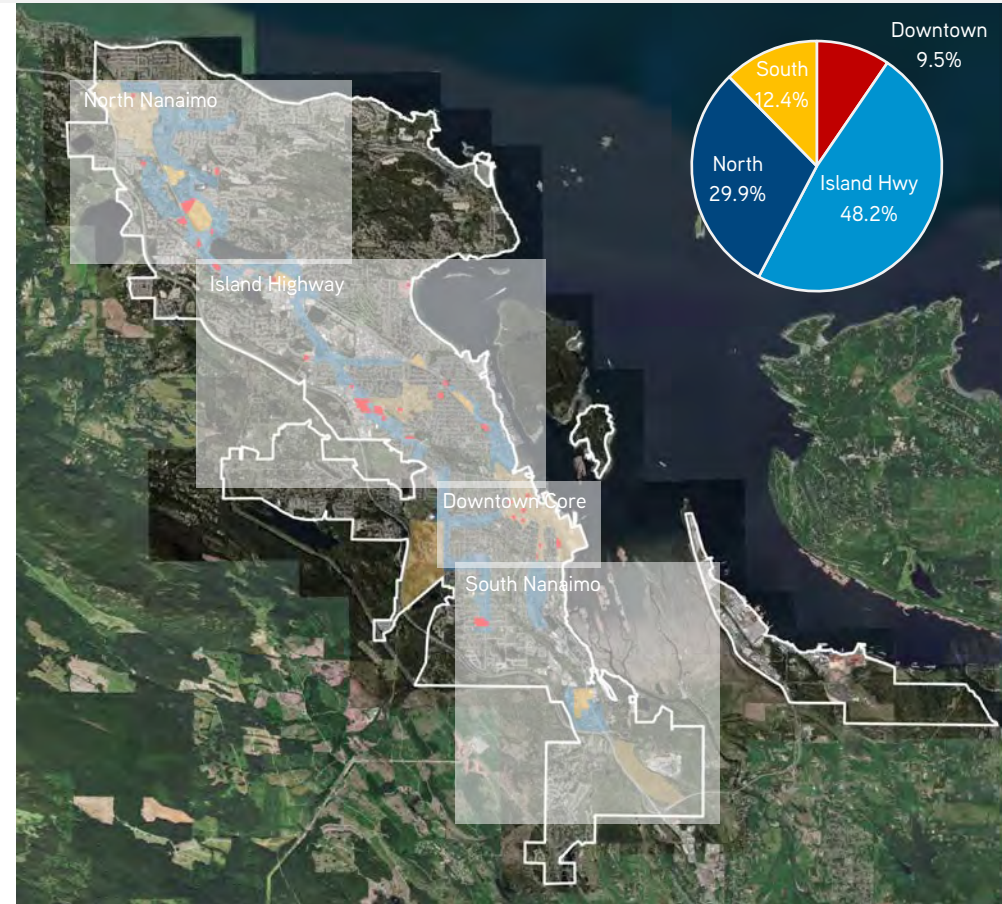 Downtown
9.5%
South
12.4%
North
29.9%
Island Hwy
48.2%
North Nanaimo
Island Highway
Downtown Core
South Nanaimo